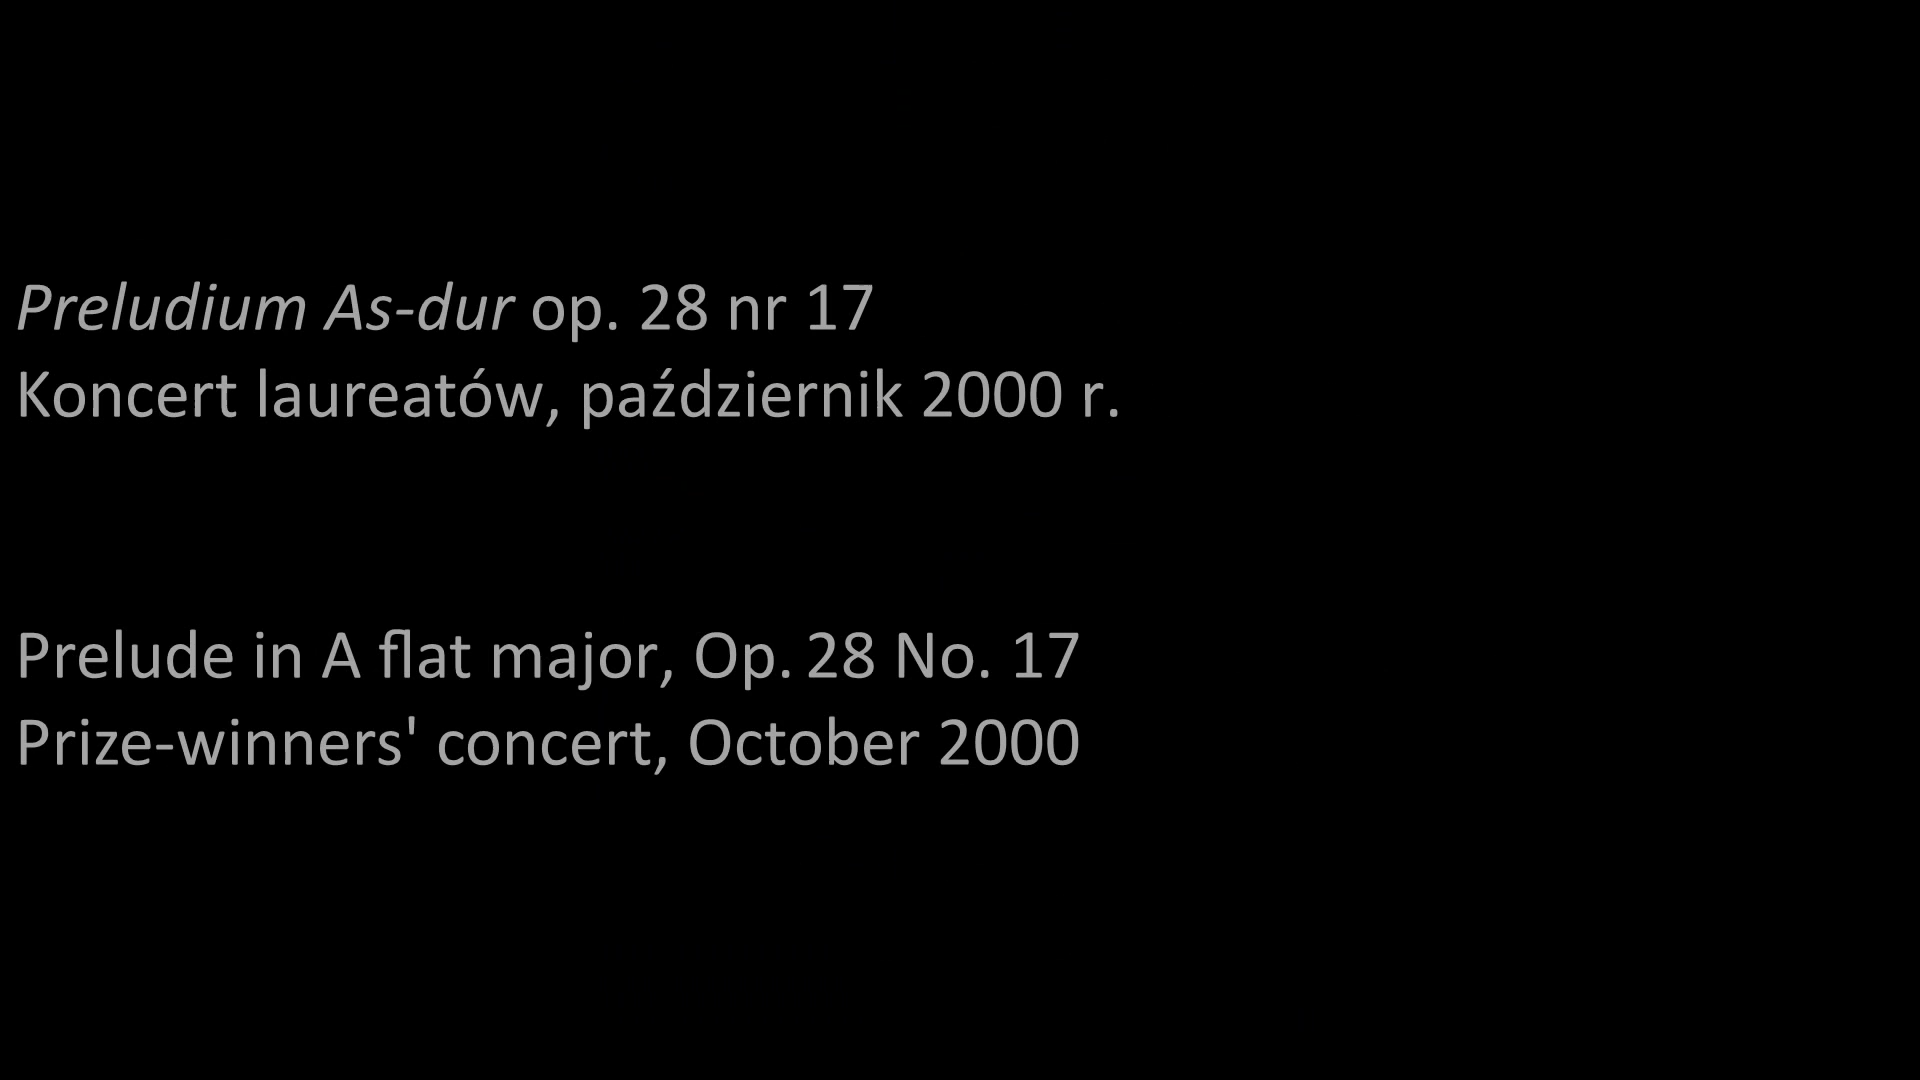 Preludium As-dur op. 28 nr 17
Koncert laureatów, październik 2000 r.
Prelude in A flat major, Op. 28 No. 17
Prize-winners' concert, October 2000